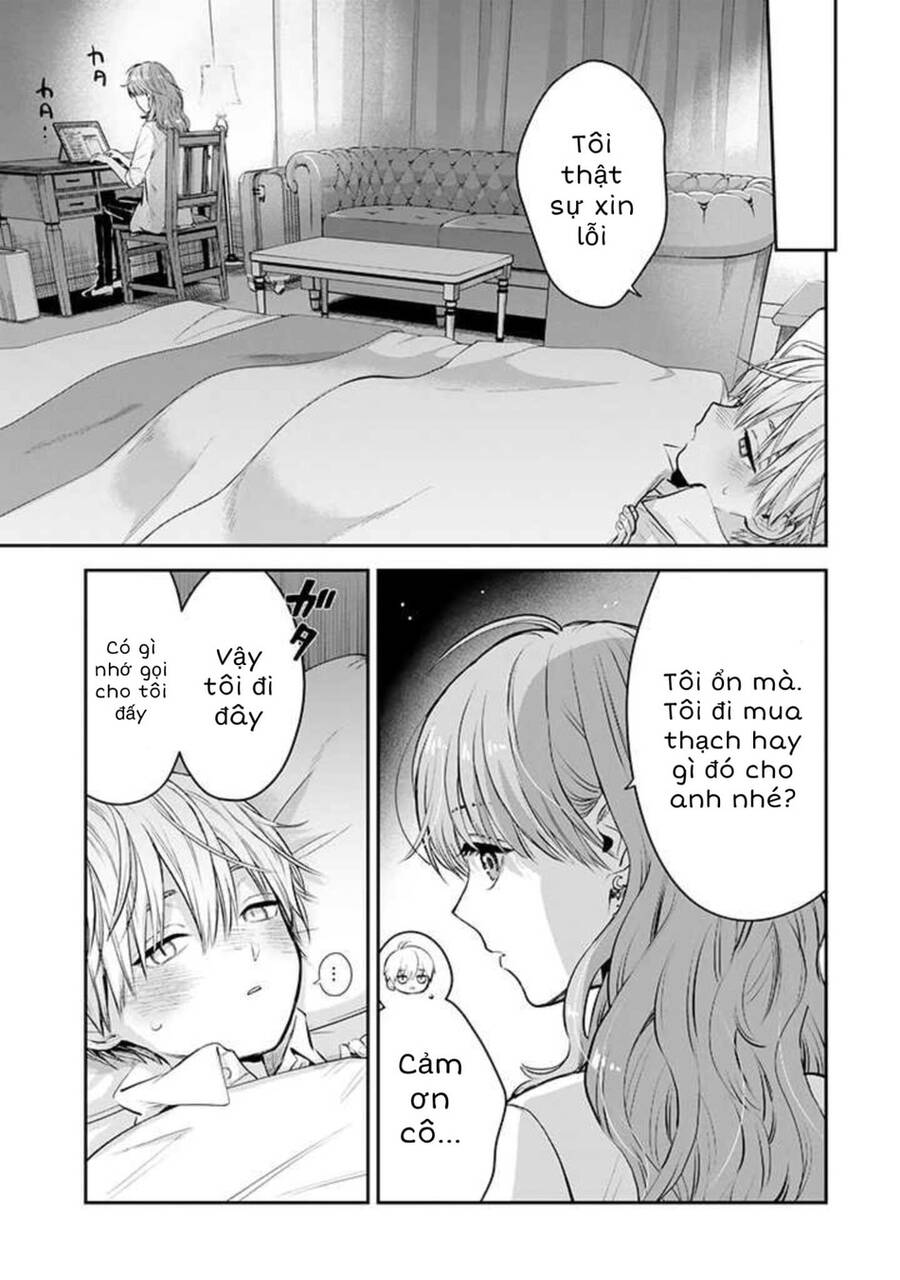 カタ
カタ…
Tôi
thật
sự xin
lỗi
Tôi ổn mà.
Tôi đi mua
thạch hay
gì đó cho
anh nhé?
Cảm
ơn
cô...
ガタ
Vậy
tôi đi
đây
Có gì
nhớ gọi
cho tôi
đấy
…